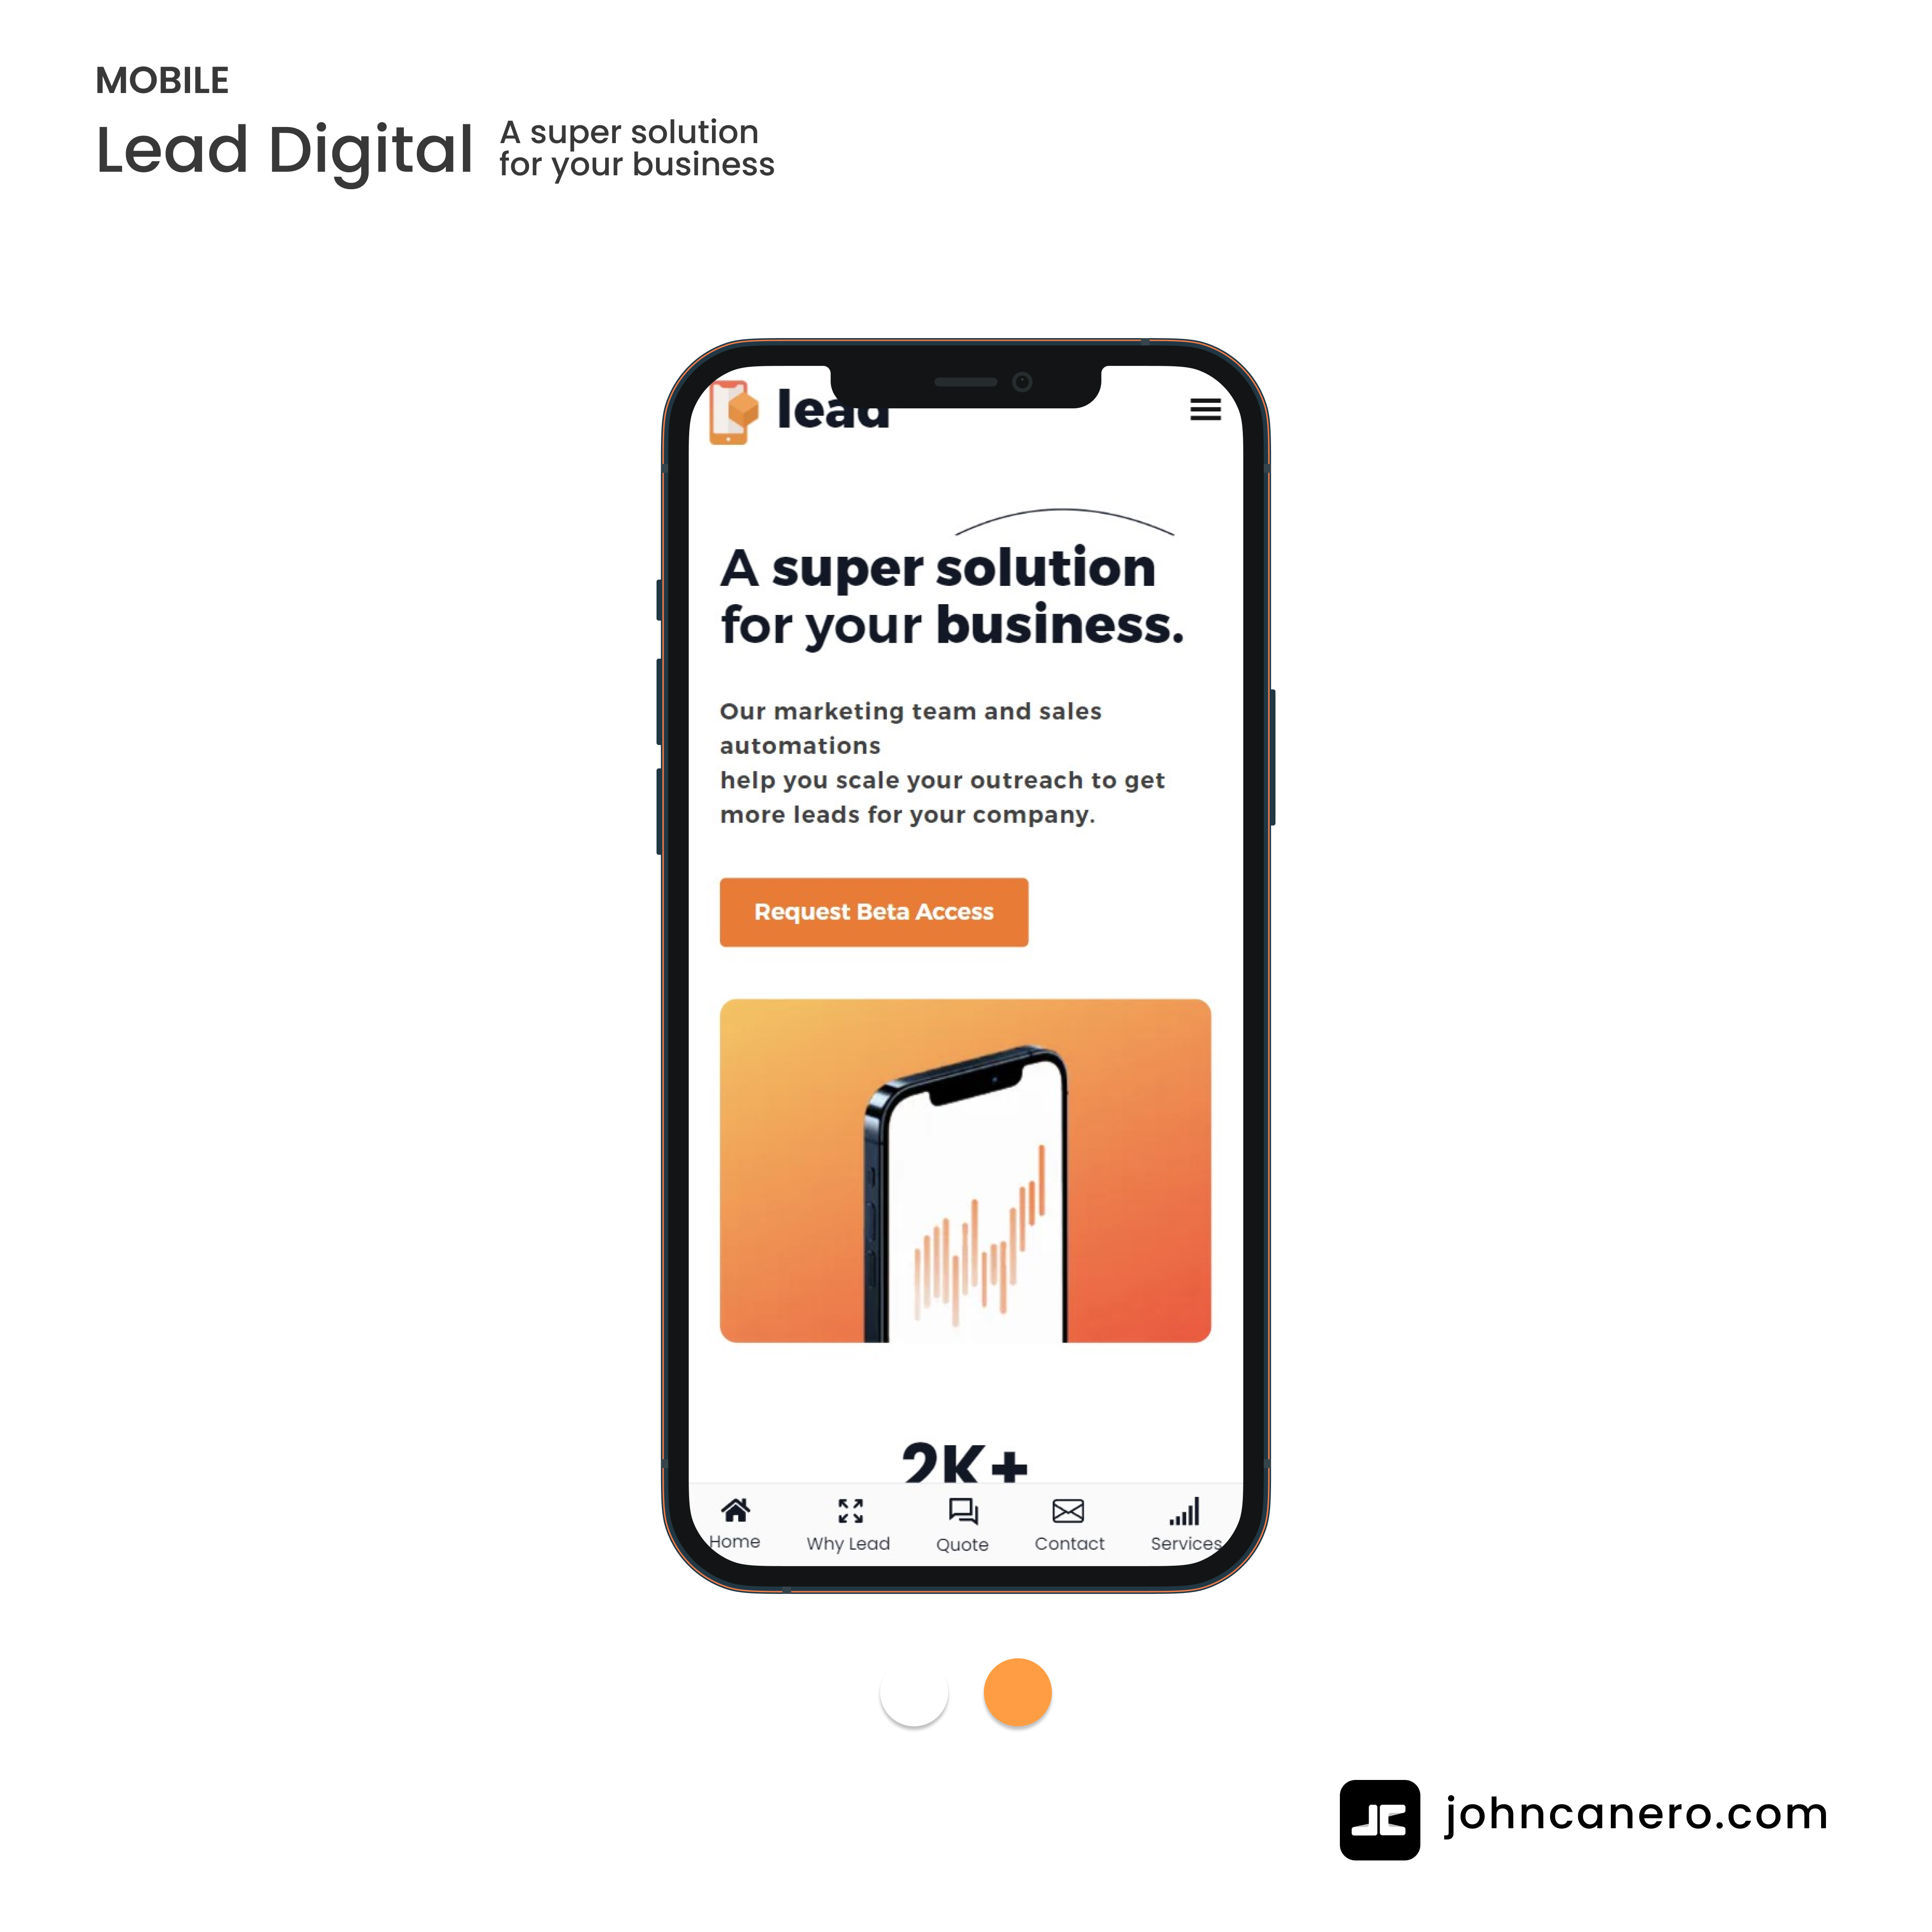 MOBILE
Lead Digital
A super solution
for your business
lead
A super solution
for your business.
Our marketing team and sales
automations
help you scale your outreach to get
more leads for your company.
Request Beta Access
2K+
Home
Why Lead
Quote
Contact
Services
JC
johncanero.com